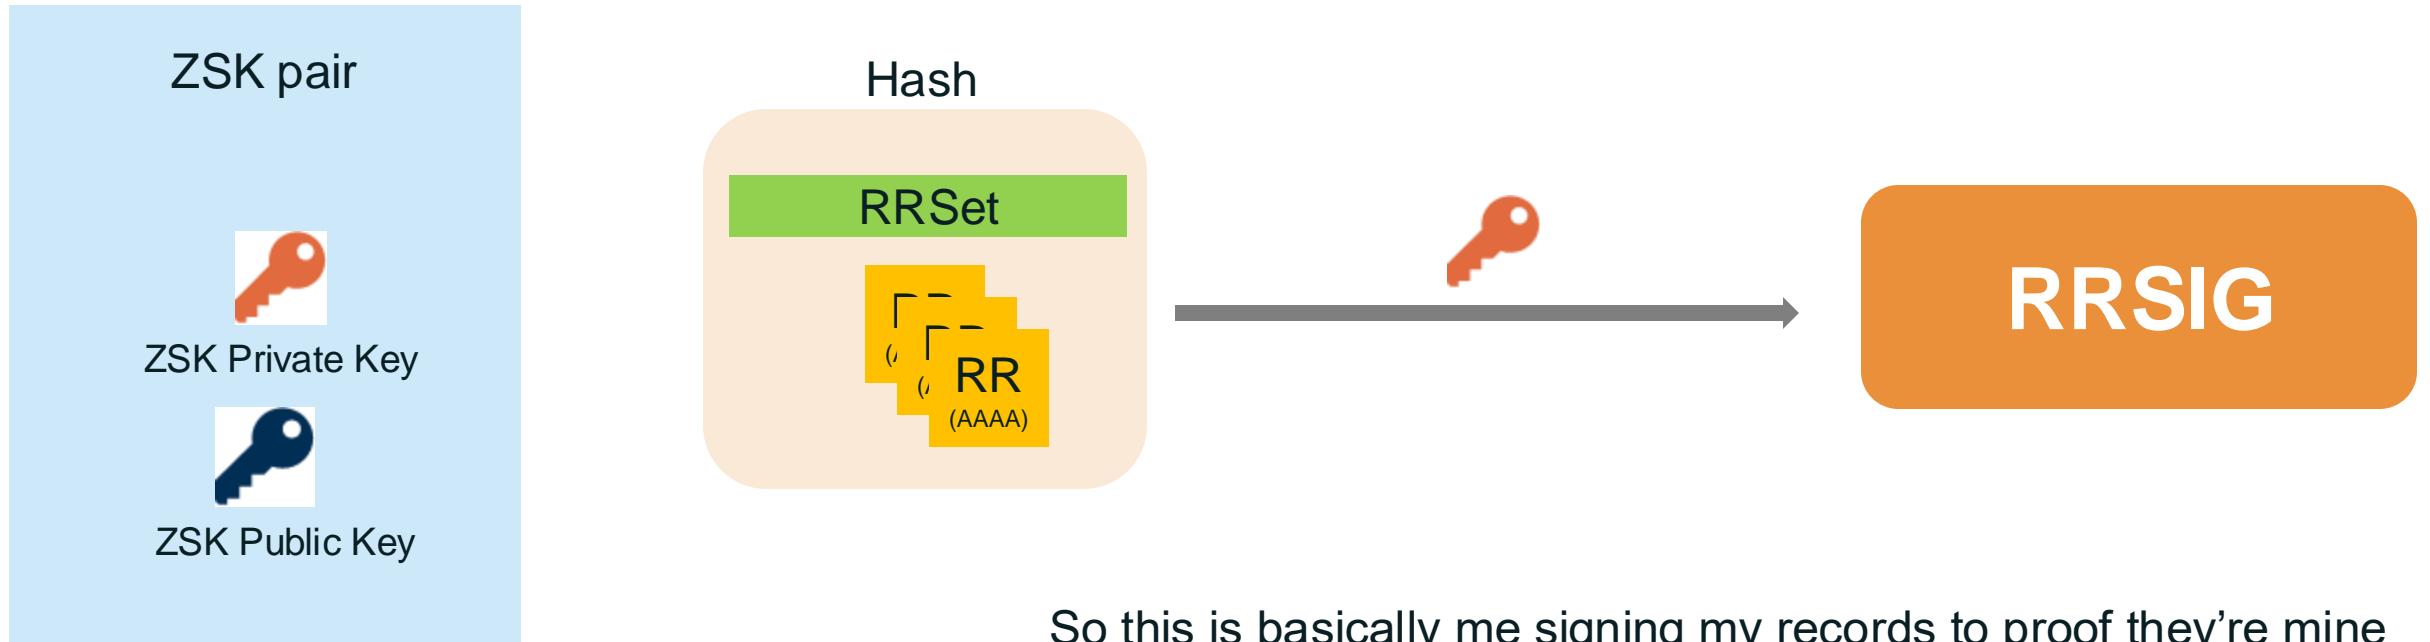 ZSK pair
ZSK Private Key
ZSK Public Key
Hash
RRSet
RR
(AAAA)
RRSIG
So this is basically me signing my records to proof they’re mine